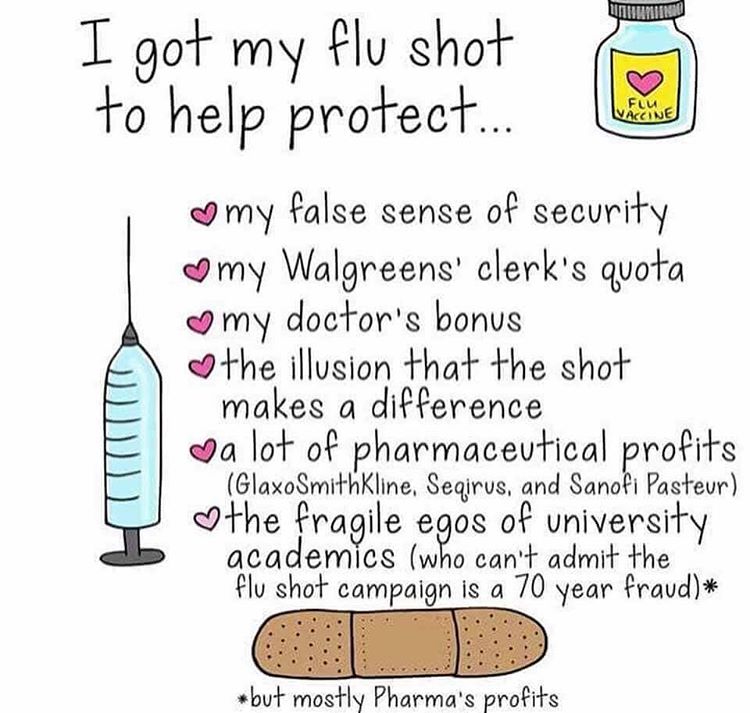 I got my flu shot
to help protect...
FLU
VACCINE
my false sense of security
my Walgreens' clerk's quota
my doctor's bonus
the illusion that the shot
makes a difference
a lot of pharmaceutical profits
(GlaxoSmithKline, Seqirus, and Sanofi Pasteur)
the fragile egos of university
academics (who can't admit the
flu shot campaign is a 70 year fraud)*
*but mostly Pharma's profits